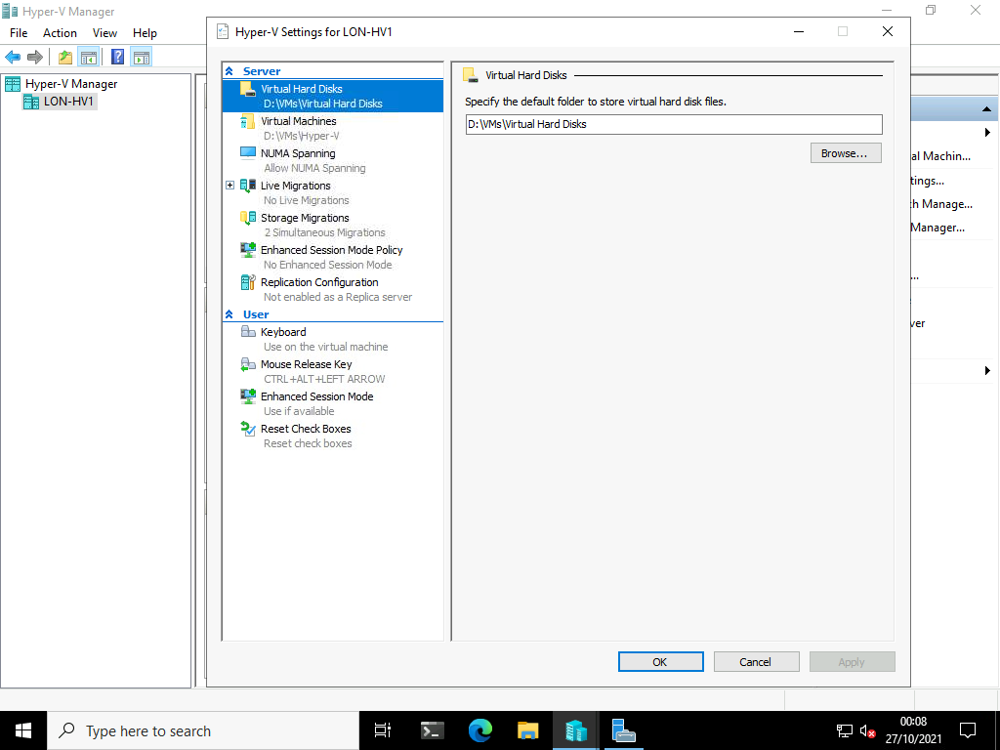 Hyper-V Manager
File Action View Help
Hyper-V Manager
LON-HV1
Hyper-V Settings for LON-HV1
Server
Virtual Hard Disks
D:\VMs\Virtual Hard Disks
Virtual Machines
D:\VMs\Hyper-V
NUMA Spanning
Allow NUMA Spanning
Live Migrations
No Live Migrations
Storage Migrations
2 Simultaneous Migrations
Enhanced Session Mode Policy
No Enhanced Session Mode
Replication Configuration
Not enabled as a Replica server
User
Keyboard
Use on the virtual machine
Mouse Release Key
CTRL+ALT+LEFT ARROW
Enhanced Session Mode
Use if available
Reset Check Boxes
Reset check boxes
Virtual Hard Disks
Specify the default folder to store virtual hard disk files.
D:\VMs\Virtual Hard Disks
Browse...
OK Cancel Apply
al Machin...
tings...
h Manage...
Manager...
...
ver
Type here to search
00:08
27/10/2021